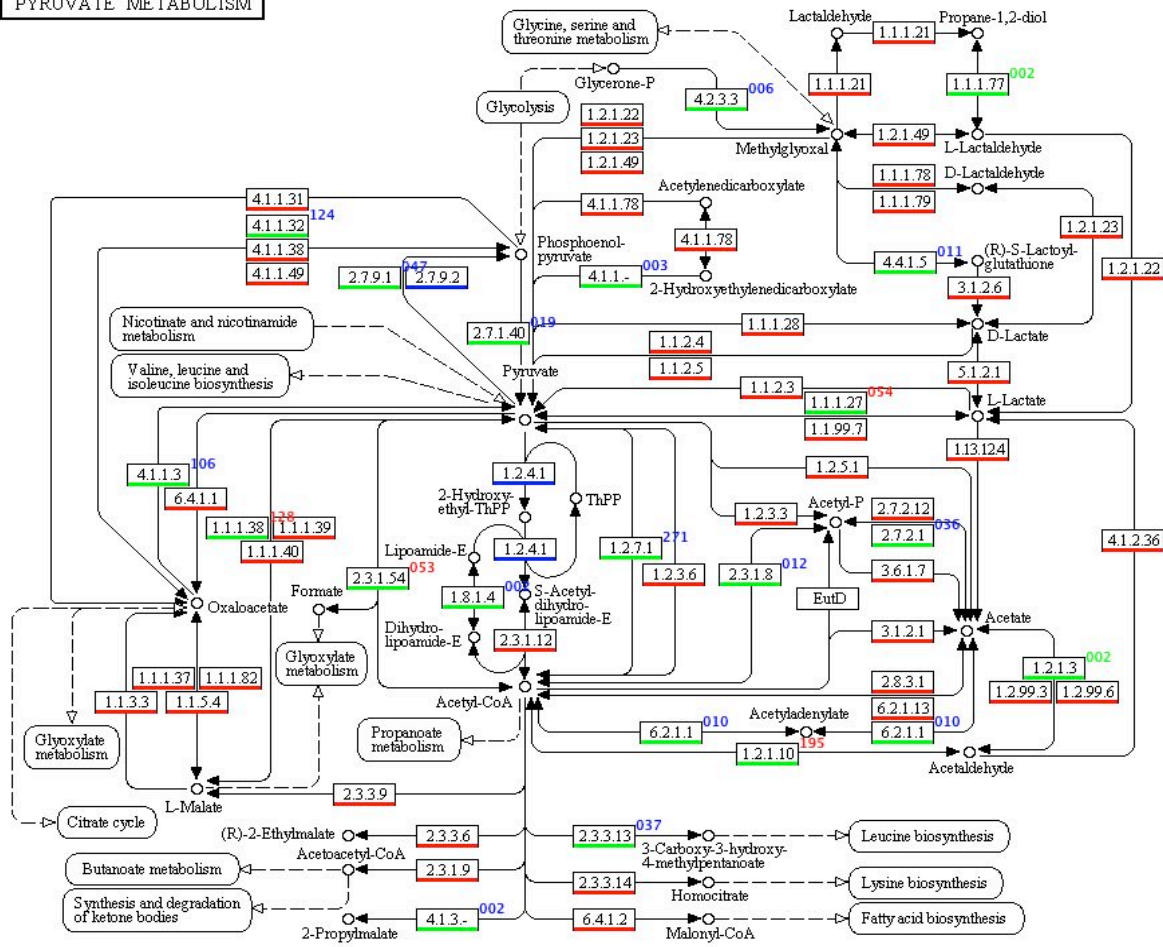 PYRUVATE METABOLISM
Glycine, serine and
threonine metabolism
Lactaldehyde
Propane-1,2-diol
1.1.1.21
Glycerone-P
Glycolysis
4.2.3.3
006
1.1.1.21
1.1.1.77
002
1.2.1.22
1.2.1.23
1.2.1.49
Methylglyoxal
1.2.1.49
L-Lactaldehyde
1.1.1.78
1.1.1.79
D-Lactaldehyde
Acetylenedicarboxylate
4.1.1.78
4.1.1.78
1.2.1.23
1.2.1.22
4.1.1.31
4.1.1.32
124
4.1.1.38
4.1.1.49
Phosphoenol-
pyruvate
2.7.9.1
047
2.7.9.2
4.1.1.-
003
2-Hydroxyethylenedicarboxylate
4.4.1.5
011
(R)-S-Lactoyl-
glutathione
3.1.2.6
Nicotinate and nicotinamide
metabolism
2.7.1.40
019
1.1.1.28
D-Lactate
1.1.2.4
1.1.2.5
Valine, leucine and
isoleucine biosynthesis
Pyruvate
5.1.2.1
1.1.2.3
1.1.1.27
054
1.1.99.7
L-Lactate
1.13.12.4
4.1.1.3
106
6.4.1.1
1.1.1.38
128
1.1.1.39
1.1.1.40
1.2.4.1
2-Hydroxy-
ethyl-ThPP
ThPP
1.2.5.1
Acetyl-P
1.2.3.3
2.7.2.12
2.7.2.1
036
3.6.1.7
4.1.2.36
Lipoamide-E
1.2.4.1
1.2.7.1
271
1.2.3.6
2.3.1.8
012
EutD
2.3.1.54
053
Formate
1.8.1.4
S-Acetyl-
dihydro-
lipoamide-E
Dihydro-
lipoamide-E
2.3.1.12
Oxaloacetate
Glyoxylate
metabolism
3.1.2.1
Acetate
1.2.1.3
002
1.2.99.3
1.2.99.6
1.1.1.37
1.1.1.82
1.1.3.3
1.1.5.4
Acetyl-CoA
2.8.3.1
6.2.1.13
6.2.1.1
010
Glyoxylate
metabolism
Propanoate
metabolism
6.2.1.1
010
Acetyladenylate
195
1.2.1.10
Acetaldehyde
L-Malate
2.3.3.9
Citrate cycle
(R)-2-Ethylmalate
2.3.3.6
2.3.3.13
037
3-Carboxy-3-hydroxy-
4-methylpentanoate
Leucine biosynthesis
Butanoate metabolism
Acetoacetyl-CoA
2.3.1.9
2.3.3.14
Homocitrate
Lysine biosynthesis
Synthesis and degradation
of ketone bodies
2-Propylmalate
4.1.3.-
002
6.4.1.2
Malonyl-CoA
Fatty acid biosynthesis